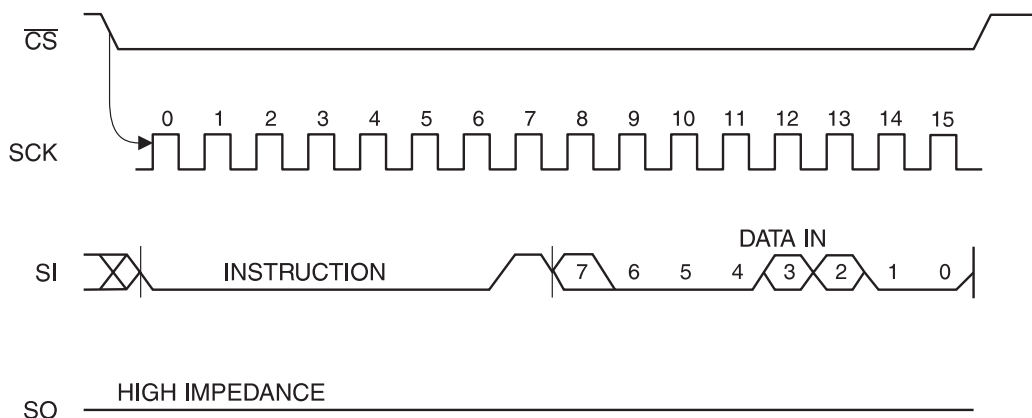 CS
0 1 2 3 4 5 6 7 8 9 10 11 12 13 14 15
SCK
DATA IN
SI INSTRUCTION 7 6 5 4 3 2 1 0
HIGH IMPEDANCE
SO